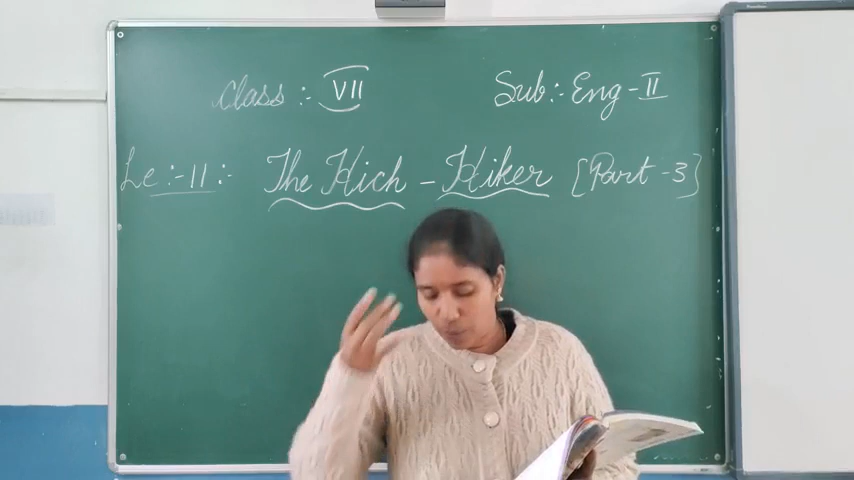 Class :- VII
Sub :- Eng - II
Le :- 11 :- The Hich - Hiker [Part - 3]